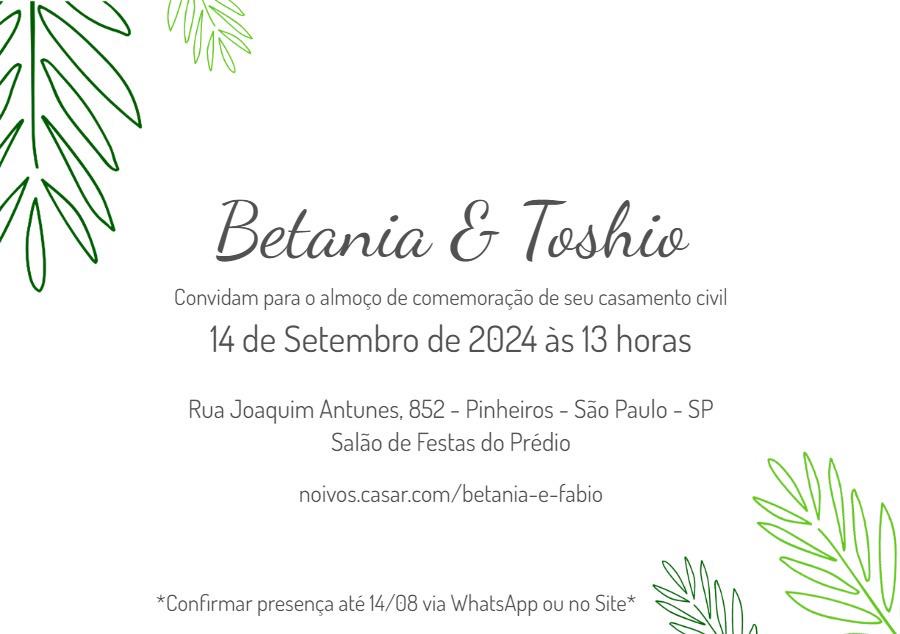 Betania & Toshio
Convidam para o almoço de comemoração de seu casamento civil
14 de Setembro de 2024 às 13 horas
Rua Joaquim Antunes, 852 - Pinheiros - São Paulo - SP
Salão de Festas do Prédio
noivos.casar.com/betania-e-fabio
*Confirmar presença até 14/08 via WhatsApp ou no Site*